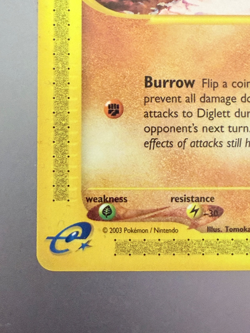 Burrow Flip a coin
prevent all damage do
attacks to Diglett dur
opponent's next turn.
effects of attacks still h
weakness resistance
-30
© 2003 Pokémon / Nintendo Illus. Tomoka